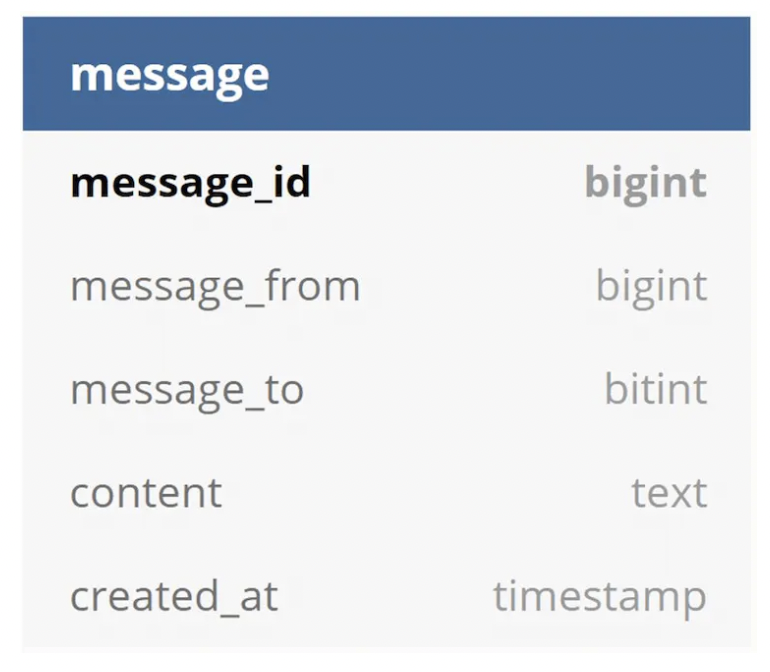 message
message_id bigint
message_from bigint
message_to bitint
content text
created_at timestamp